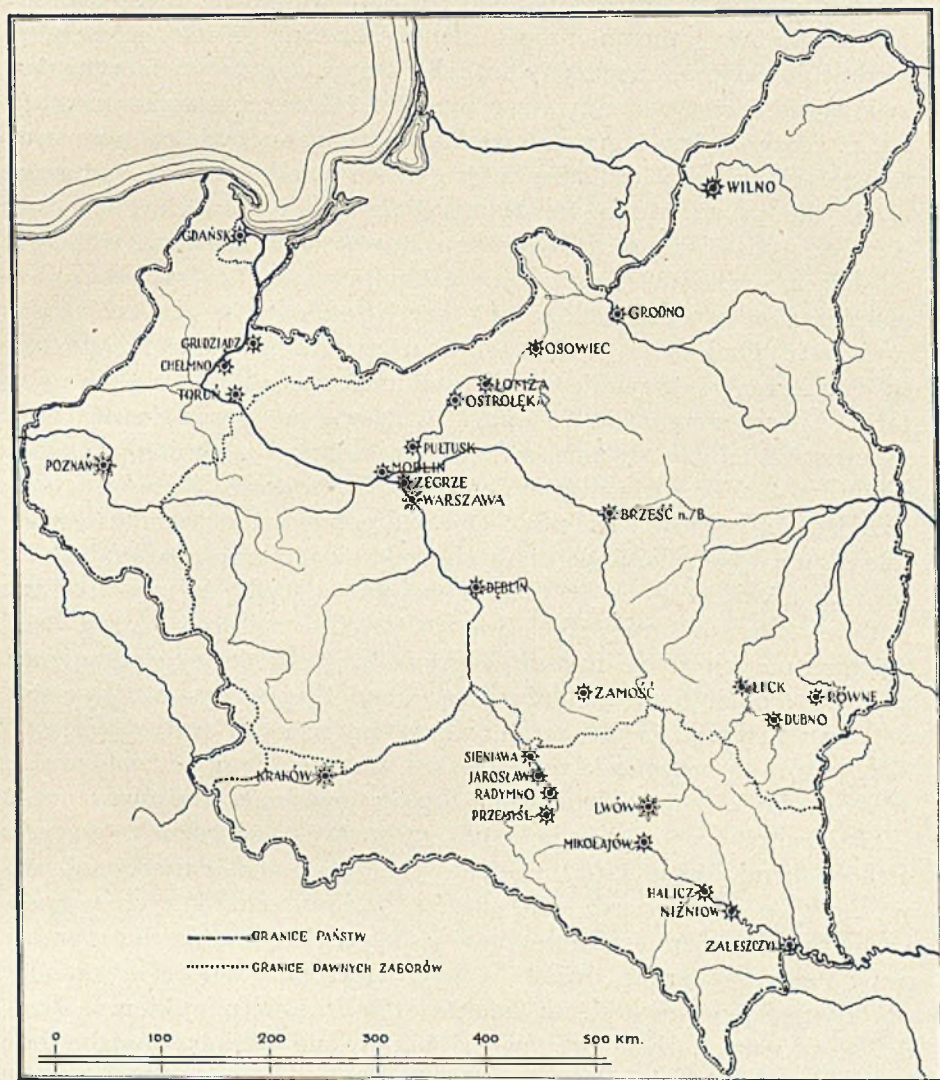 WILNO
GDAŃSK
GRODNO
GRUDZIĄDZ
OSOWIEC
CHEŁMNO
ŁOMŻA
TORUŃ
OSTROŁĘKA
PUŁTUSK
POZNAŃ
MODLIN
ZEGRZE
WARSZAWA
BRZEŚĆ n./B.
DĘBLIN
ZAMOŚĆ
ŁUCK
RÓWNE
DUBNO
SIENIAWA
KRAKÓW
JAROSŁAW
RADYMNO
LWÓW
PRZEMYŚL
MIKOŁAJÓW
HALICZ
NIŻNIOW
GRANICE PAŃSTW
ZALESZCZYKI
GRANICE DAWNYCH ZABORÓW
0 100 200 300 400 500 KM.